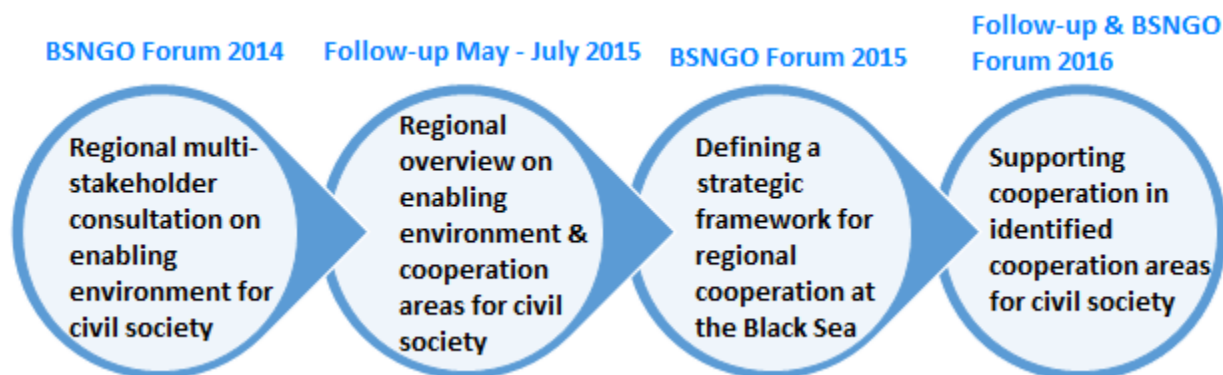 BSNGO Forum 2014
Regional multi-
stakeholder
consultation on
enabling
environment for
civil society
Follow-up May - July 2015
Regional
overview on
enabling
environment &
cooperation
areas for civil
society
BSNGO Forum 2015
Defining a
strategic
framework for
regional
cooperation at
the Black Sea
Follow-up & BSNGO
Forum 2016
Supporting
cooperation in
identified
cooperation areas
for civil society